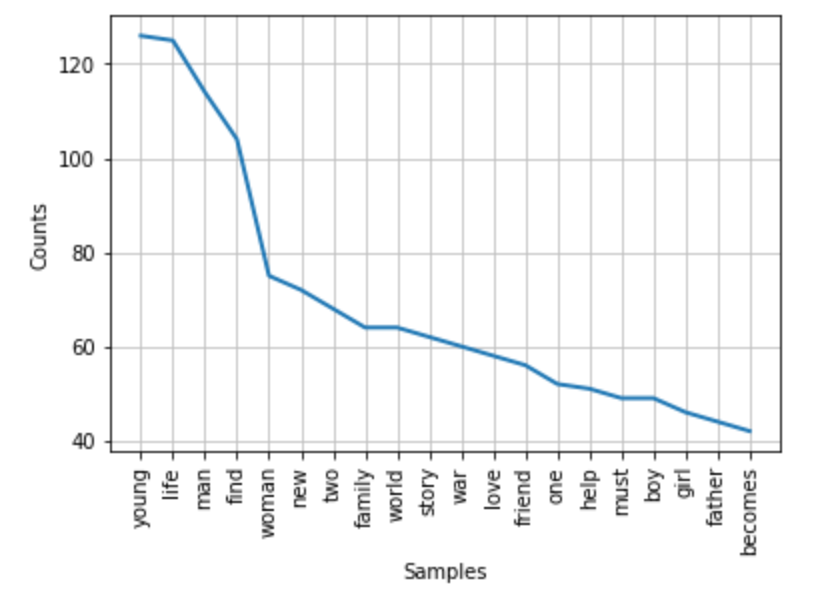 120
100
80
60
40
Counts
young
life
man
find
woman
new
two
family
world
story
war
love
friend
one
help
must
boy
girl
father
becomes
Samples